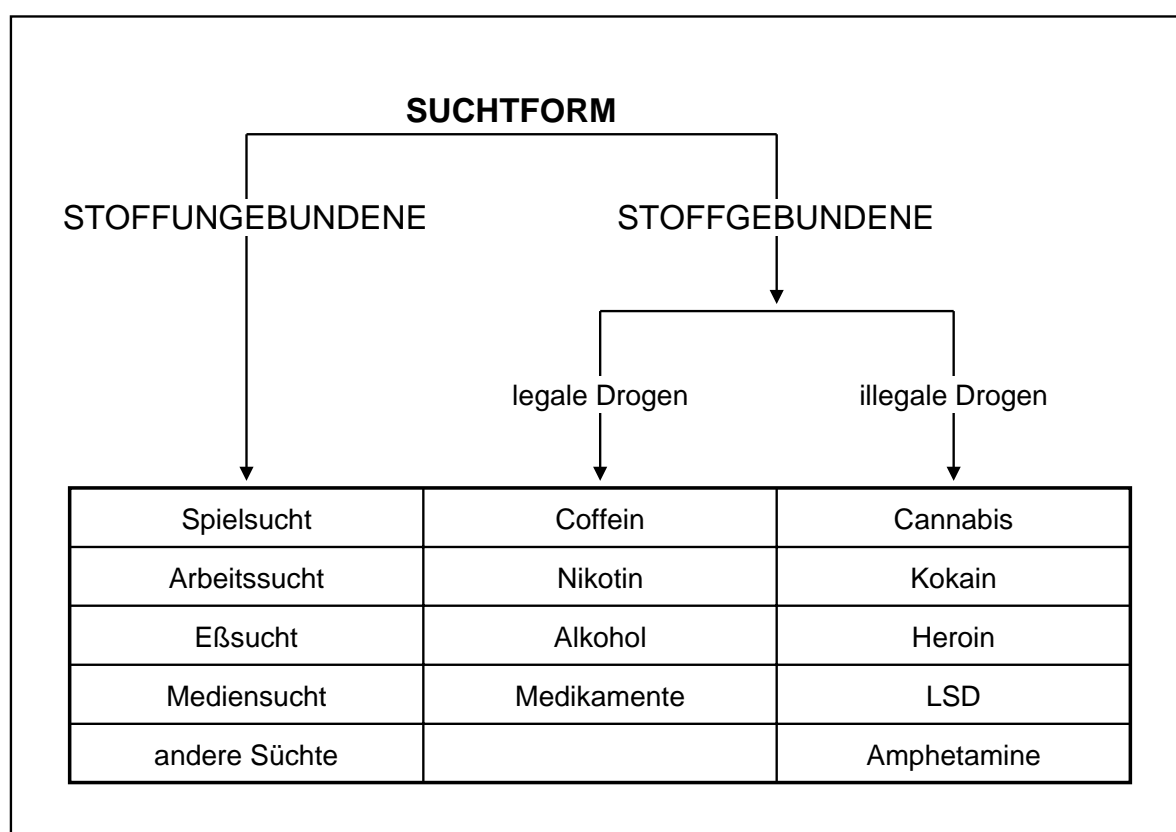 SUCHTFORM
STOFFUNGEBUNDENE STOFFGEBUNDENE
legale Drogen illegale Drogen
Spielsucht Coffein Cannabis
Arbeitssucht Nikotin Kokain
Eßsucht Alkohol Heroin
Mediensucht Medikamente LSD
andere Süchte Amphetamine